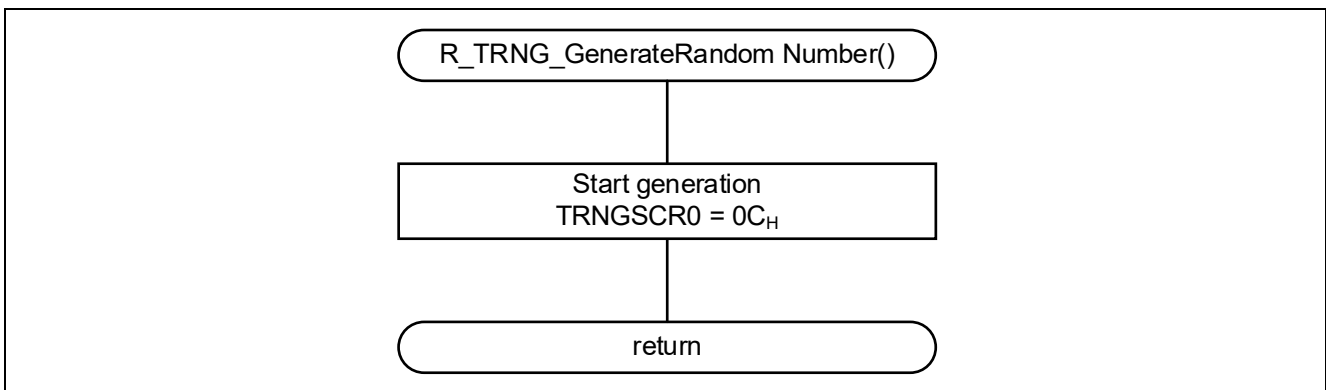 R_TRNG_GenerateRandom Number()
Start generation
TRNGSCR0 = 0CH
return